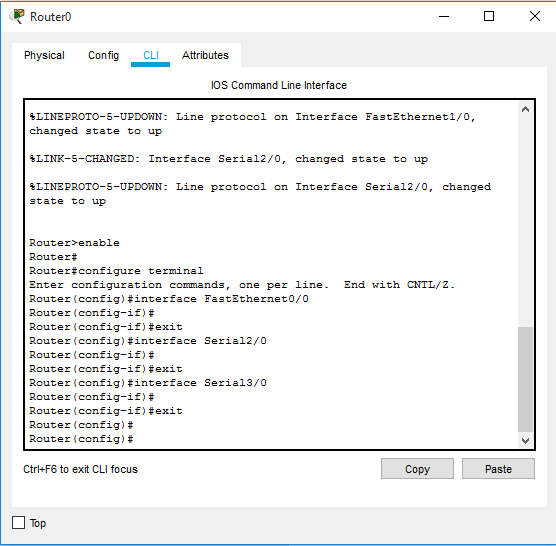 Router0
Physical Config CLI Attributes
IOS Command Line Interface
%LINEPROTO-5-UPDOWN: Line protocol on Interface FastEthernet1/0,
changed state to up
%LINK-5-CHANGED: Interface Serial2/0, changed state to up
%LINEPROTO-5-UPDOWN: Line protocol on Interface Serial2/0, changed
state to up
Router>enable
Router#
Router#configure terminal
Enter configuration commands, one per line.  End with CNTL/Z.
Router(config)#interface FastEthernet0/0
Router(config-if)#
Router(config-if)#exit
Router(config)#interface Serial2/0
Router(config-if)#
Router(config-if)#exit
Router(config)#interface Serial3/0
Router(config-if)#
Router(config-if)#exit
Router(config)#
Router(config)#
Ctrl+F6 to exit CLI focus
Copy Paste
Top